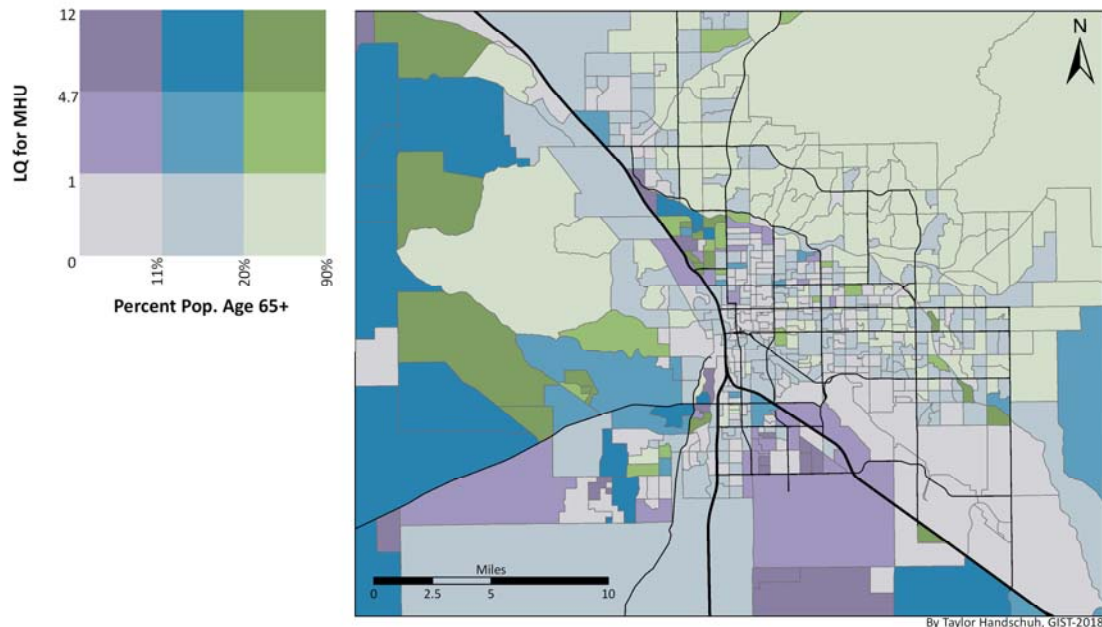 12
4.7
1
0
LQ for MHU
11%
20%
90%
Percent Pop. Age 65+
N
Miles
0 2.5 5 10
By Taylor Handschuh, GIST-2018